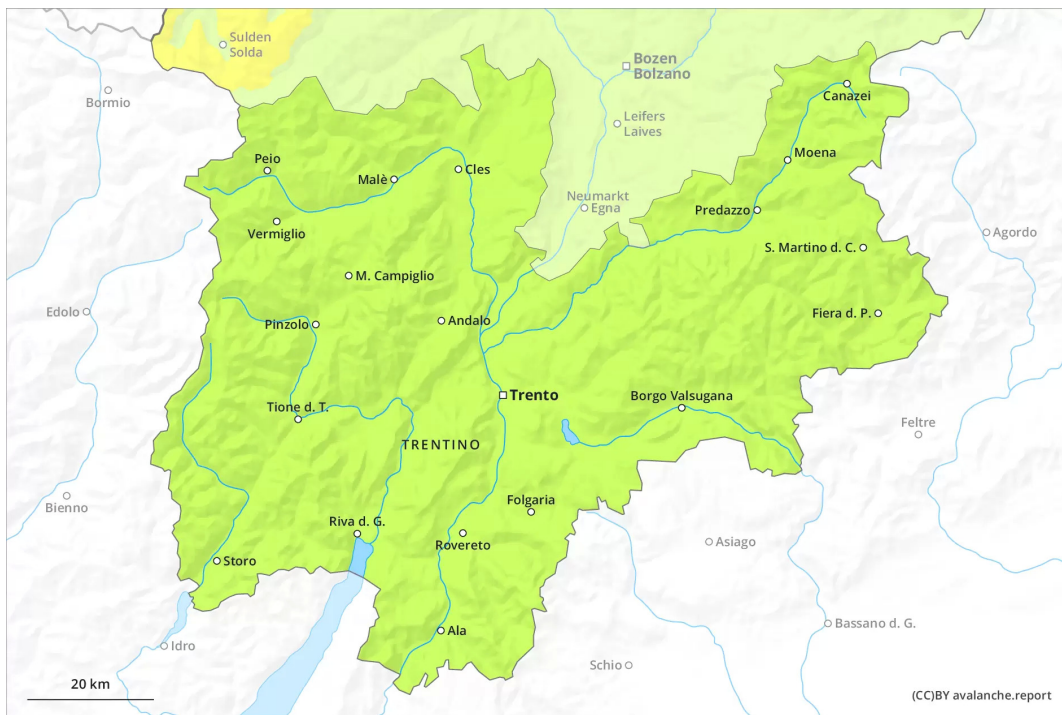 Sulden
Solda
Bozen
Bolzano
Bormio
Canazei
Leifers
Laives
Moena
Peio
Malè
Cles
Neumarkt
Egna
Predazzo
Vermiglio
Agordo
S. Martino d. C.
M. Campiglio
Edolo
Pinzolo
Andalo
Fiera d. P.
Trento
Borgo Valsugana
Tione d. T.
Feltre
TRENTINO
Bienno
Folgaria
Riva d. G.
Asiago
Rovereto
Storo
Bassano d. G.
Ala
Idro
Schio
20 km
(CC)BY avalanche.report